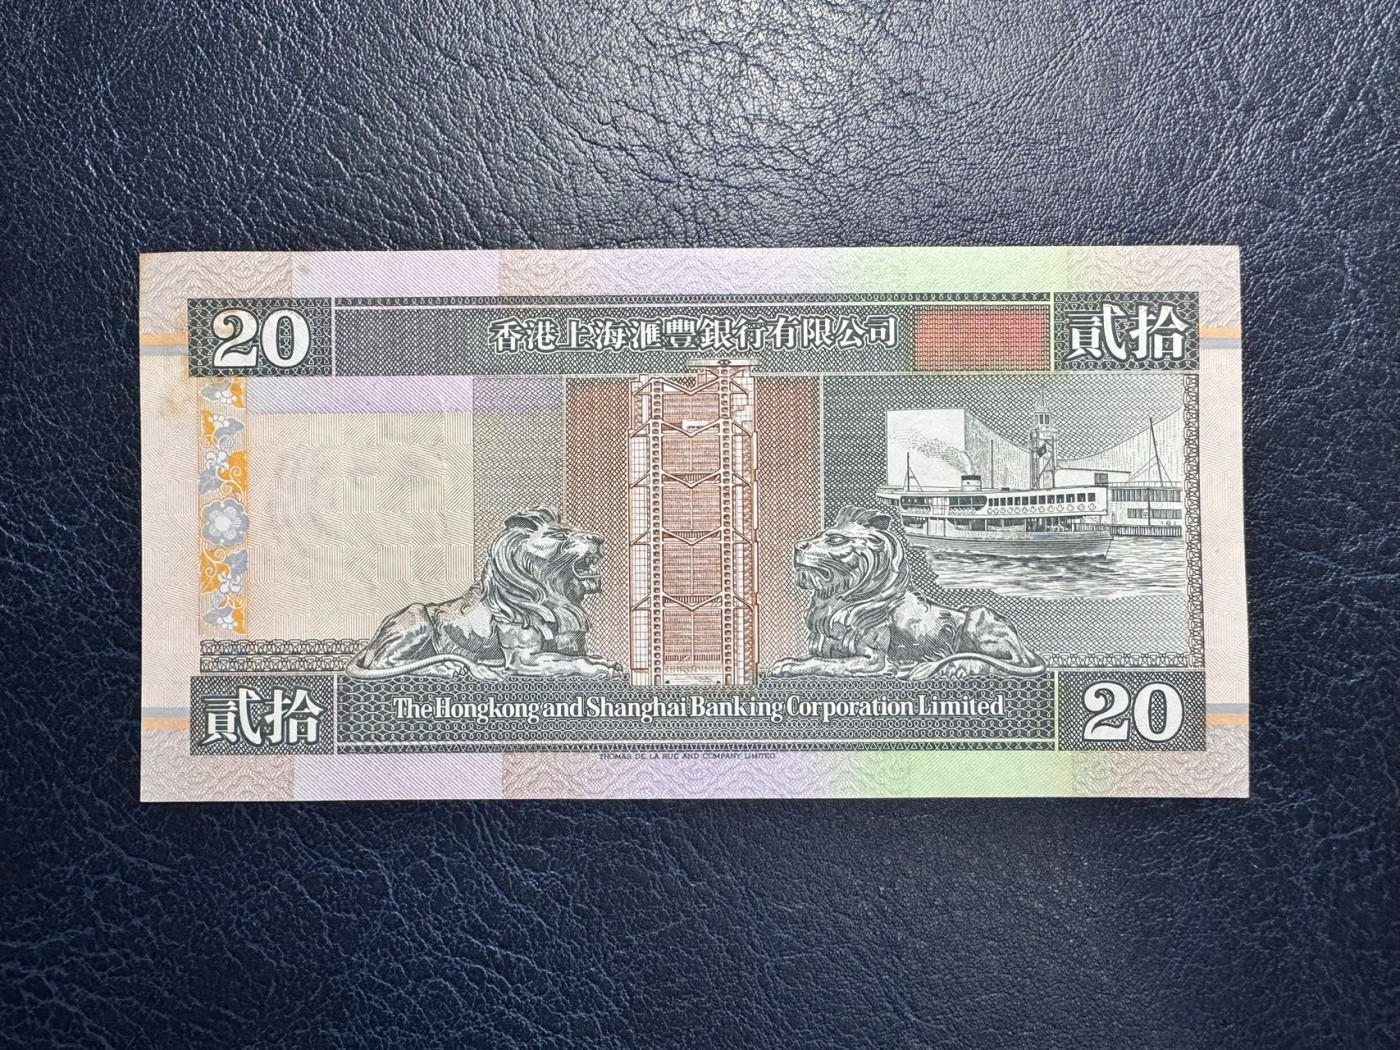 20
香港上海滙豐銀行有限公司
貳拾
貳拾
The Hongkong and Shanghai Banking Corporation Limited
20
THOMAS DE LA RUE AND COMPANY LIMITED.